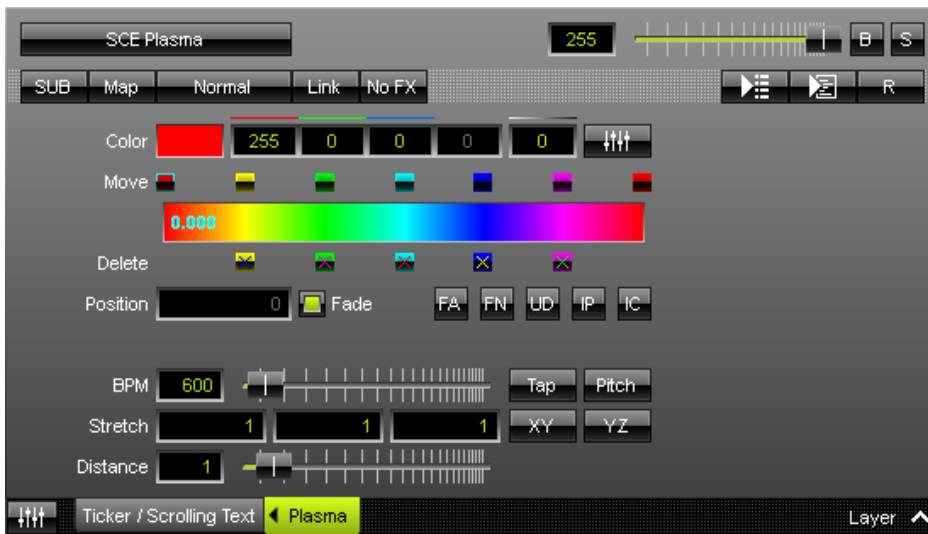 SCE Plasma 255 B S
SUB Map Normal Link No FX R
Color 255 0 0 0 0
Move
0.000
Delete
Position 0 Fade FA FN UD IP IC
BPM 600 Tap Pitch
Stretch 1 1 1 XY YZ
Distance 1
Ticker / Scrolling Text Plasma Layer